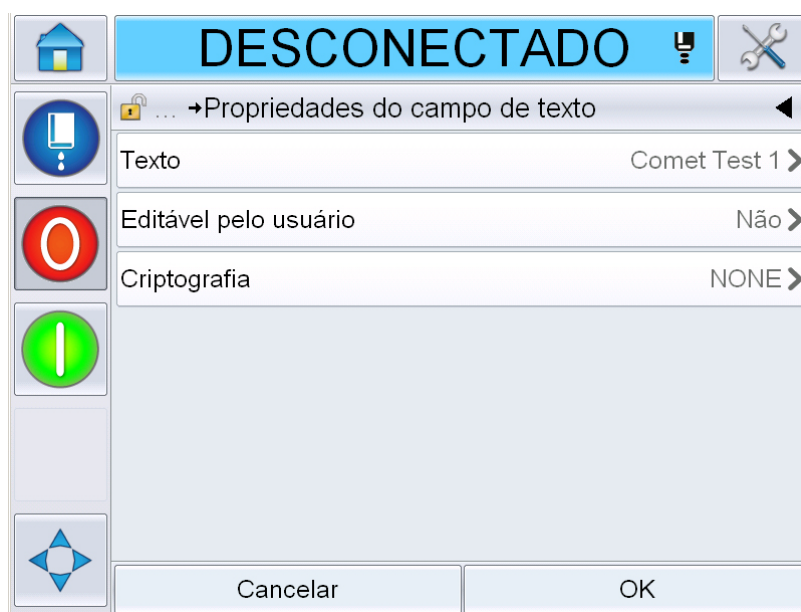 DESCONECTADO
... →Propriedades do campo de texto
Texto Comet Test 1
Editável pelo usuário Não
Criptografia NONE
Cancelar OK